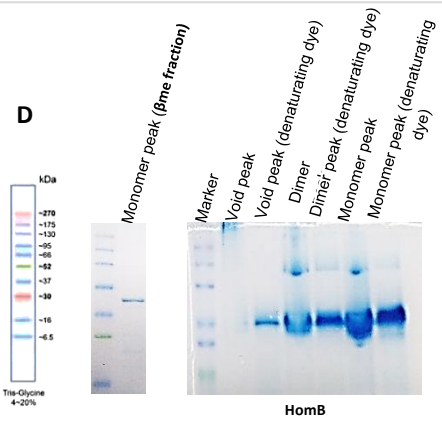 D
kDa
~270
~175
~130
~95
~66
~52
~37
~30
~16
~6.5
Tris-Glycine
4~20%
Monomer peak (βme fraction)
Marker
Void peak
Void peak (denaturating dye)
Dimer
Dimer peak (denaturating dye)
Monomer peak
Monomer peak (denaturating
dye)
HomB